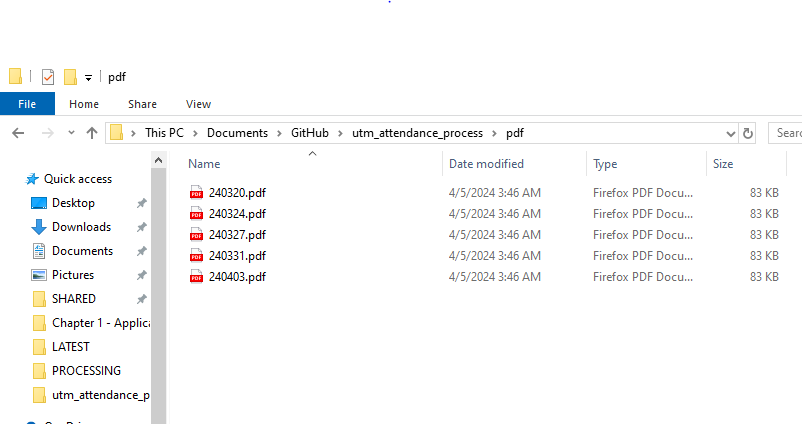 pdf
File Home Share View
This PC Documents GitHub utm_attendance_process pdf Searc
Name Date modified Type Size
Quick access
Desktop
Downloads
Documents
Pictures
SHARED
Chapter 1 - Applica
LATEST
PROCESSING
utm_attendance_p
240320.pdf 4/5/2024 3:46 AM Firefox PDF Docu... 83 KB
240324.pdf 4/5/2024 3:46 AM Firefox PDF Docu... 83 KB
240327.pdf 4/5/2024 3:46 AM Firefox PDF Docu... 83 KB
240331.pdf 4/5/2024 3:46 AM Firefox PDF Docu... 83 KB
240403.pdf 4/5/2024 3:46 AM Firefox PDF Docu... 83 KB